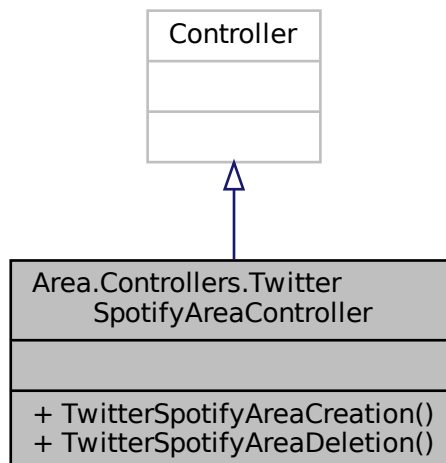 Controller
Area.Controllers.Twitter
SpotifyAreaController
+ TwitterSpotifyAreaCreation()
+ TwitterSpotifyAreaDeletion()